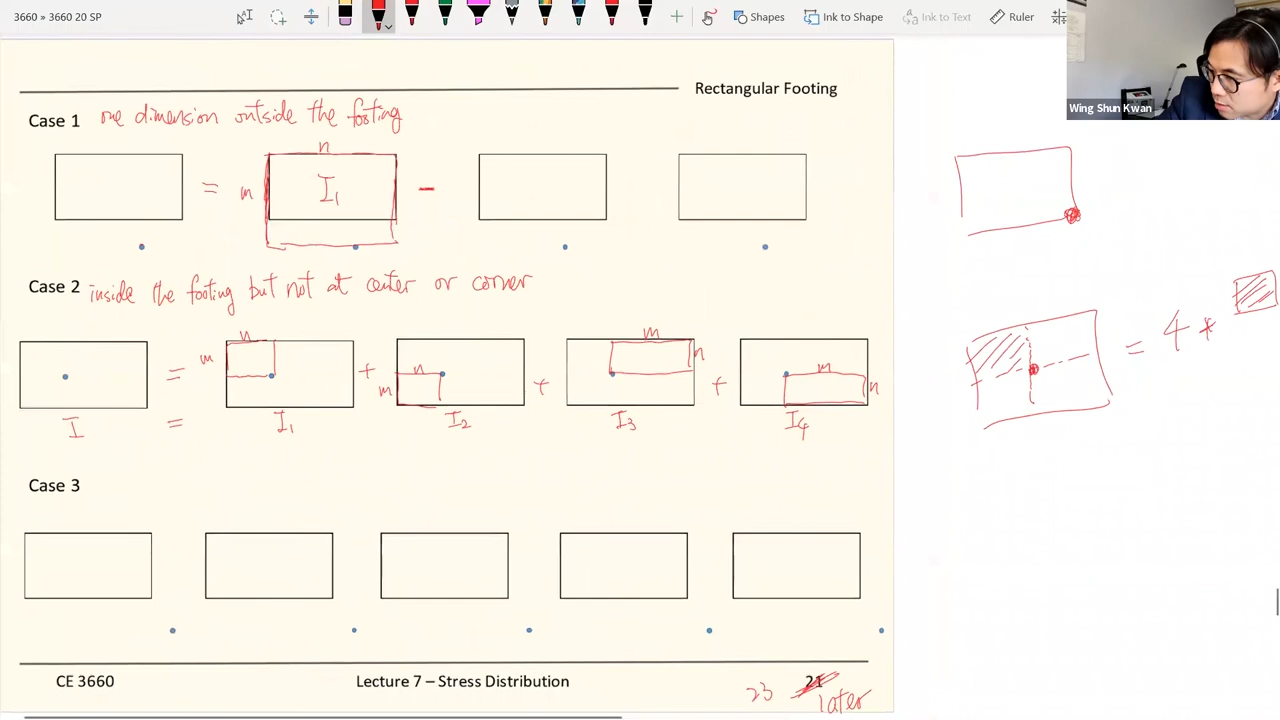 3660 » 3660 20 SP
Shapes
Ink to Shape
Ink to Text
Ruler
Wing Shun Kwan
Rectangular Footing
Case 1 one dimension outside the footing
n
= m I1 -
Case 2 inside the footing but not at center or corner
n m
m n
= + n + + m = 4 *
m n
I = I1 I2 I3 I4
Case 3
CE 3660 Lecture 7 – Stress Distribution 23 21
later